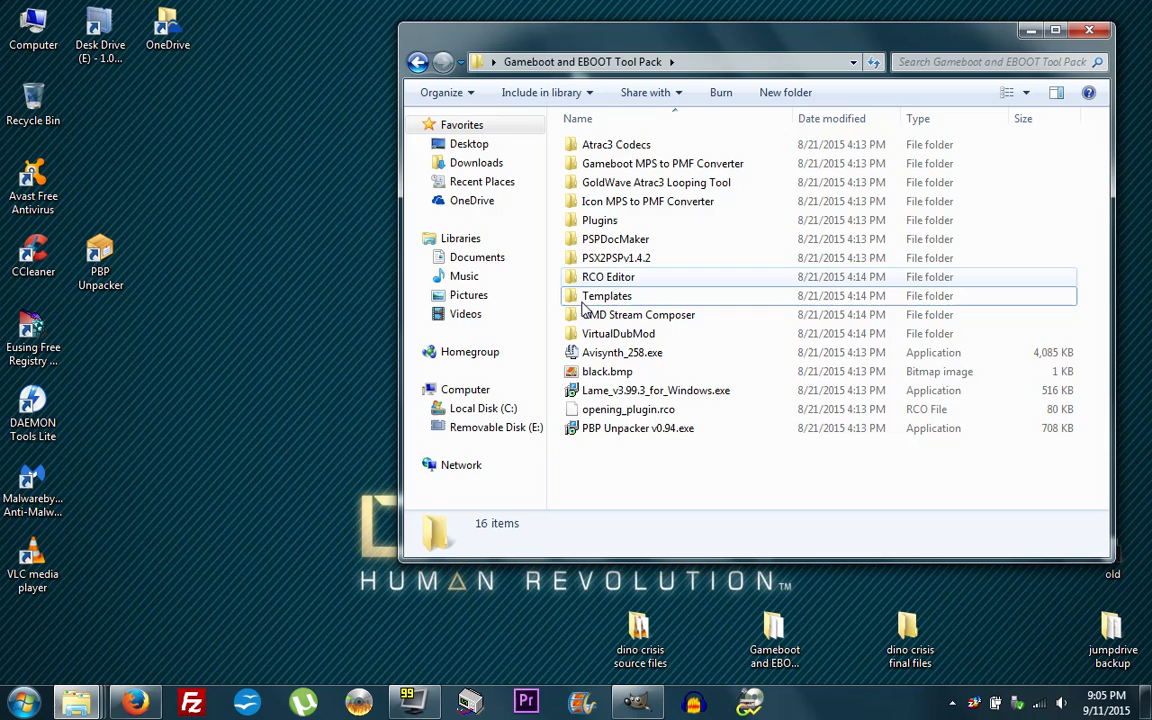 Computer
Desk Drive
(E) - 1.0...
OneDrive
Recycle Bin
Avast Free
Antivirus
CCleaner
PBP
Unpacker
Eusing Free
Registry ...
DAEMON
Tools Lite
Malwareby...
Anti-Malw...
VLC media
player
Gameboot and EBOOT Tool Pack
Search Gameboot and EBOOT Tool Pack
Organize
Include in library
Share with
Burn
New folder
Favorites
Desktop
Downloads
Recent Places
OneDrive
Libraries
Documents
Music
Pictures
Videos
Homegroup
Computer
Local Disk (C:)
Removable Disk (E:)
Network
Name Date modified Type Size
Atrac3 Codecs 8/21/2015 4:13 PM File folder
Gameboot MPS to PMF Converter 8/21/2015 4:13 PM File folder
GoldWave Atrac3 Looping Tool 8/21/2015 4:13 PM File folder
Icon MPS to PMF Converter 8/21/2015 4:13 PM File folder
Plugins 8/21/2015 4:13 PM File folder
PSPDocMaker 8/21/2015 4:13 PM File folder
PSX2PSPv1.4.2 8/21/2015 4:13 PM File folder
RCO Editor 8/21/2015 4:14 PM File folder
Templates 8/21/2015 4:14 PM File folder
MD Stream Composer 8/21/2015 4:14 PM File folder
VirtualDubMod 8/21/2015 4:14 PM File folder
Avisynth_258.exe 8/21/2015 4:13 PM Application 4,085 KB
black.bmp 8/21/2015 4:13 PM Bitmap image 1 KB
Lame_v3.99.3_for_Windows.exe 8/21/2015 4:13 PM Application 516 KB
opening_plugin.rco 8/21/2015 4:13 PM RCO File 80 KB
PBP Unpacker v0.94.exe 8/21/2015 4:13 PM Application 708 KB
16 items
HUMAN REVOLUTION™
old
dino crisis
source files
Gameboot
and EBO...
dino crisis
final files
jumpdrive
backup
99
Pr
9:05 PM
9/11/2015